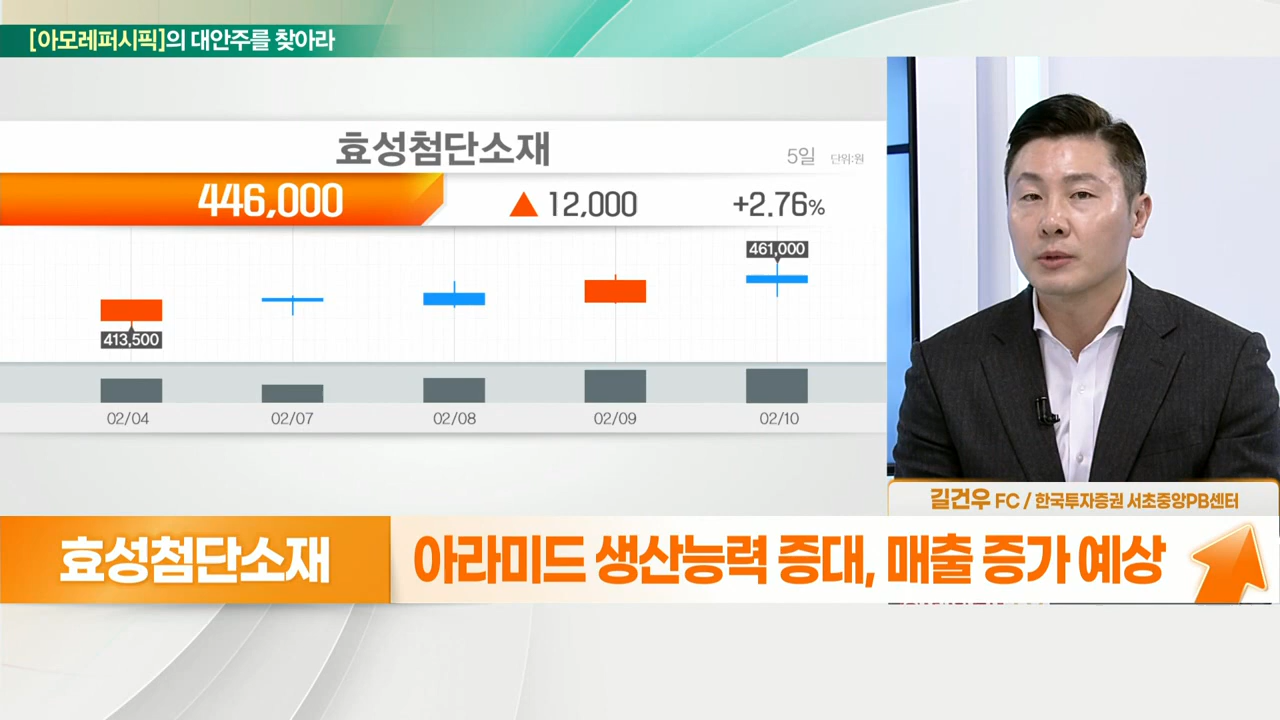 [아모레퍼시픽]의 대안주를 찾아라
효성첨단소재
5일 단위:원
446,000 ▲ 12,000 +2.76%
461,000
413,500
02/04 02/07 02/08 02/09 02/10
길건우 FC / 한국투자증권 서초중앙PB센터
효성첨단소재 아라미드 생산능력 증대, 매출 증가 예상